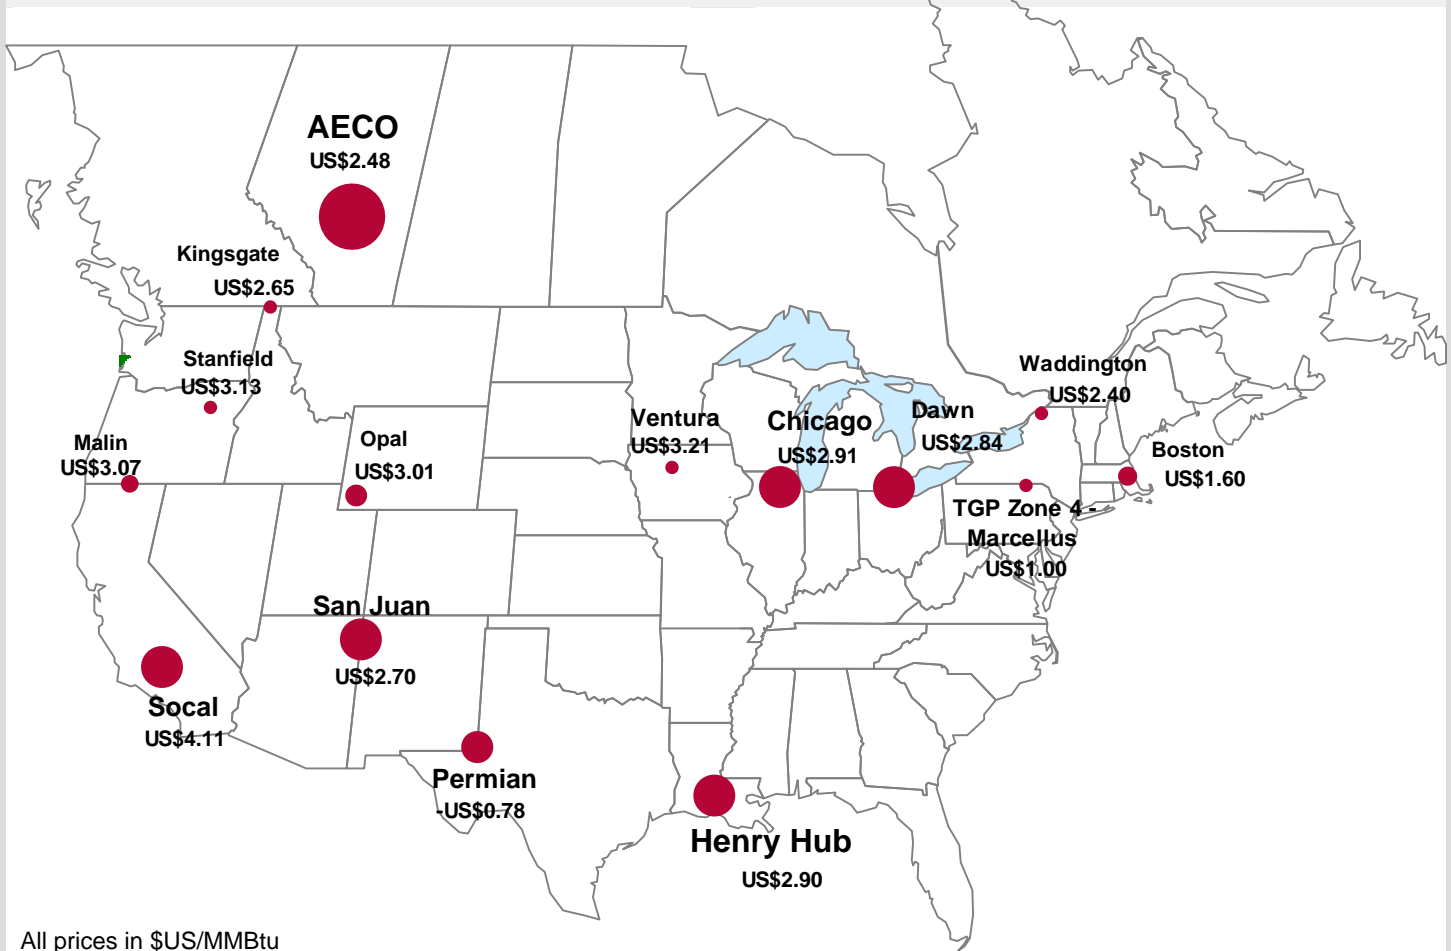 AECO
US$2.48
Kingsgate
US$2.65
Stanfield
US$3.13
Waddington
US$2.40
Ventura
US$3.21
Chicago
US$2.91
Dawn
US$2.84
Malin
US$3.07
Opal
US$3.01
Boston
US$1.60
TGP Zone 4 -
Marcellus
US$1.00
San Juan
US$2.70
Socal
US$4.11
Permian
-US$0.78
Henry Hub
US$2.90
All prices in $US/MMBtu